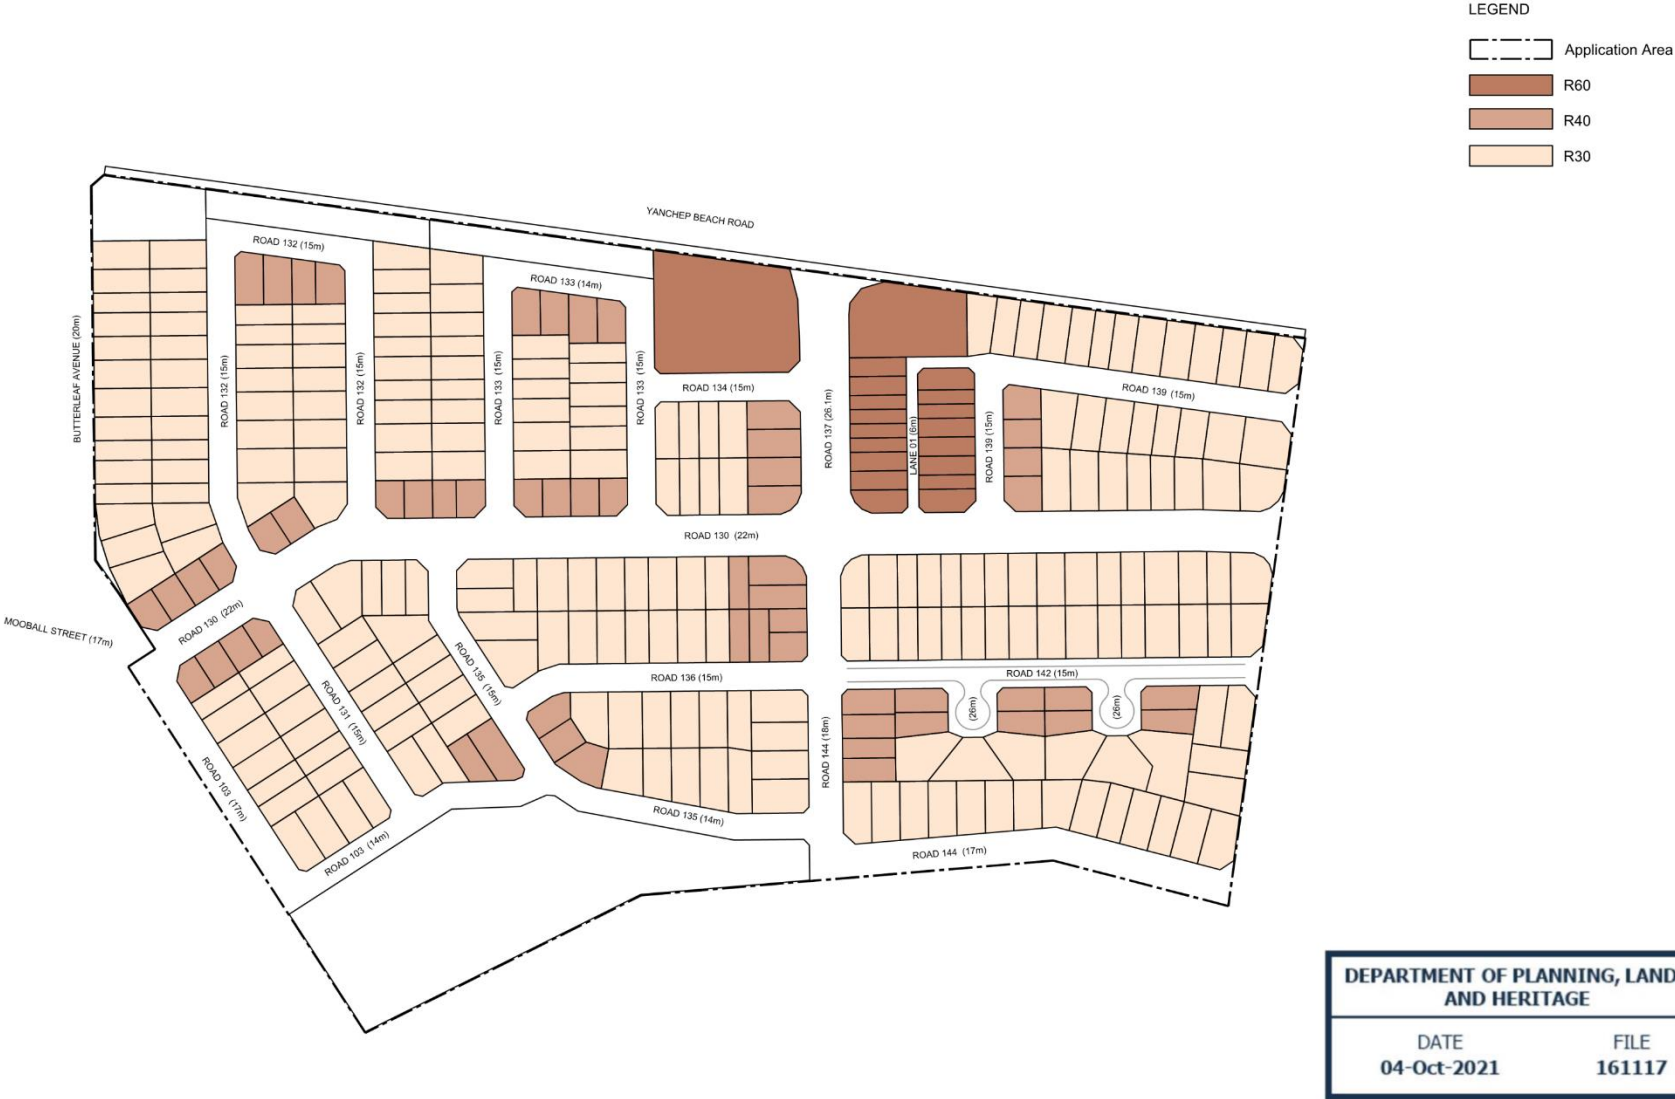 LEGEND
Application Area
R60
R40
R30
YANCHEP BEACH ROAD
ROAD 132 (15m)
ROAD 133 (14m)
BUTTERLEAF AVENUE (20m)
ROAD 132 (15m)
ROAD 132 (15m)
ROAD 133 (15m)
ROAD 133 (15m)
ROAD 134 (15m)
ROAD 137 (26.1m)
LANE 01 (6m)
ROAD 139 (15m)
ROAD 139 (15m)
ROAD 130 (22m)
MOOBALL STREET (17m)
ROAD 130 (22m)
ROAD 135 (15m)
ROAD 136 (15m)
ROAD 142 (15m)
(26m)
(26m)
ROAD 131 (15m)
ROAD 144 (18m)
ROAD 103 (17m)
ROAD 135 (14m)
ROAD 103 (14m)
ROAD 144 (17m)
DEPARTMENT OF PLANNING, LAND
AND HERITAGE
DATE FILE
04-Oct-2021 161117